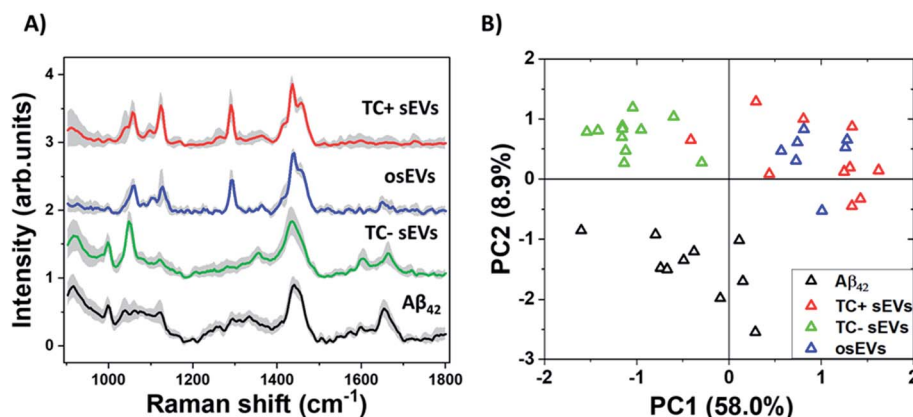 A)
B)
Intensity (arb.units)
4
3
2
1
0
TC+ sEVs
osEVs
TC- sEVs
Aβ₄₂
1000 1200 1400 1600 1800
Raman shift (cm⁻¹)
PC2 (8.9%)
2
1
0
-1
-2
-3
Aβ₄₂
TC+ sEVs
TC- sEVs
osEVs
-2 -1 0 1 2
PC1 (58.0%)